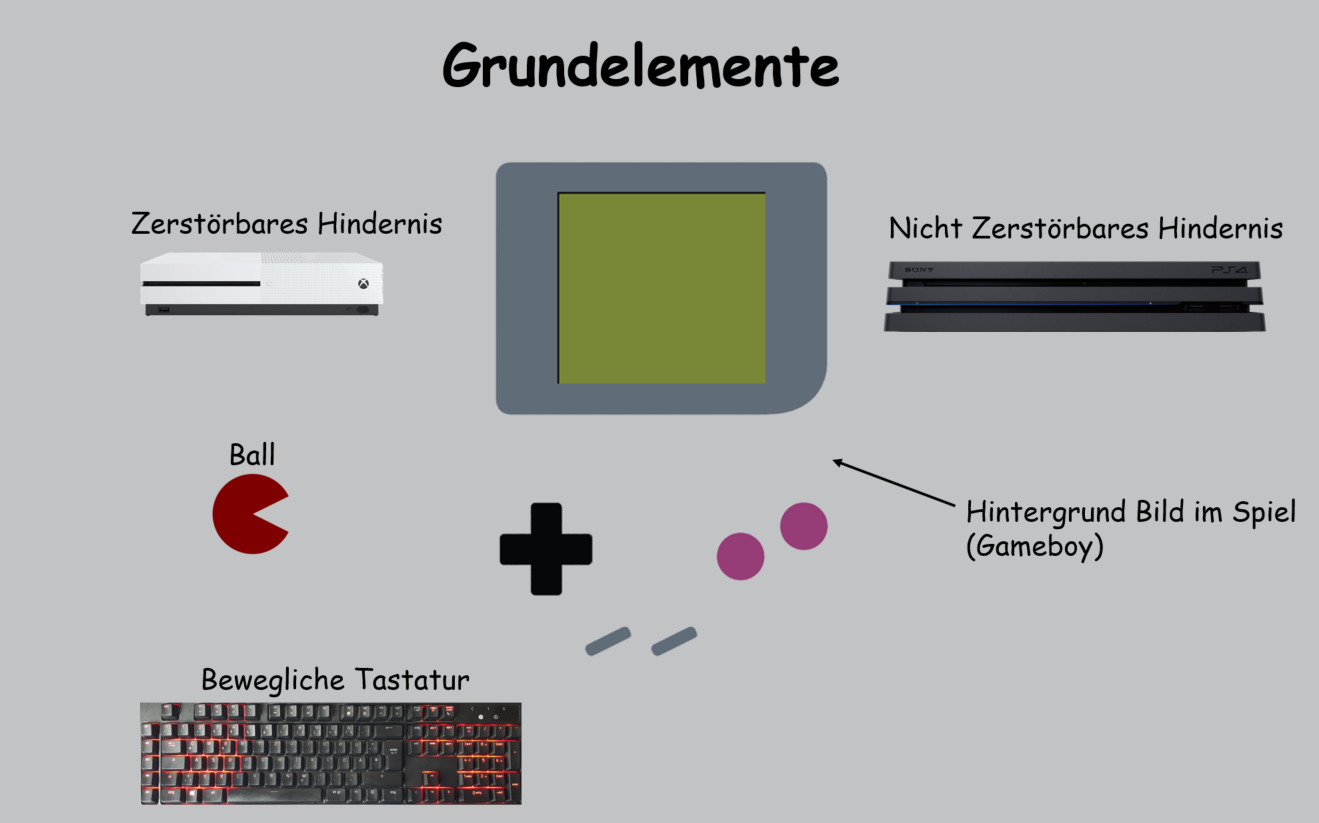 Grundelemente
Zerstörbares Hindernis
Nicht Zerstörbares Hindernis
SONY
PS4
Ball
Hintergrund Bild im Spiel
(Gameboy)
Bewegliche Tastatur